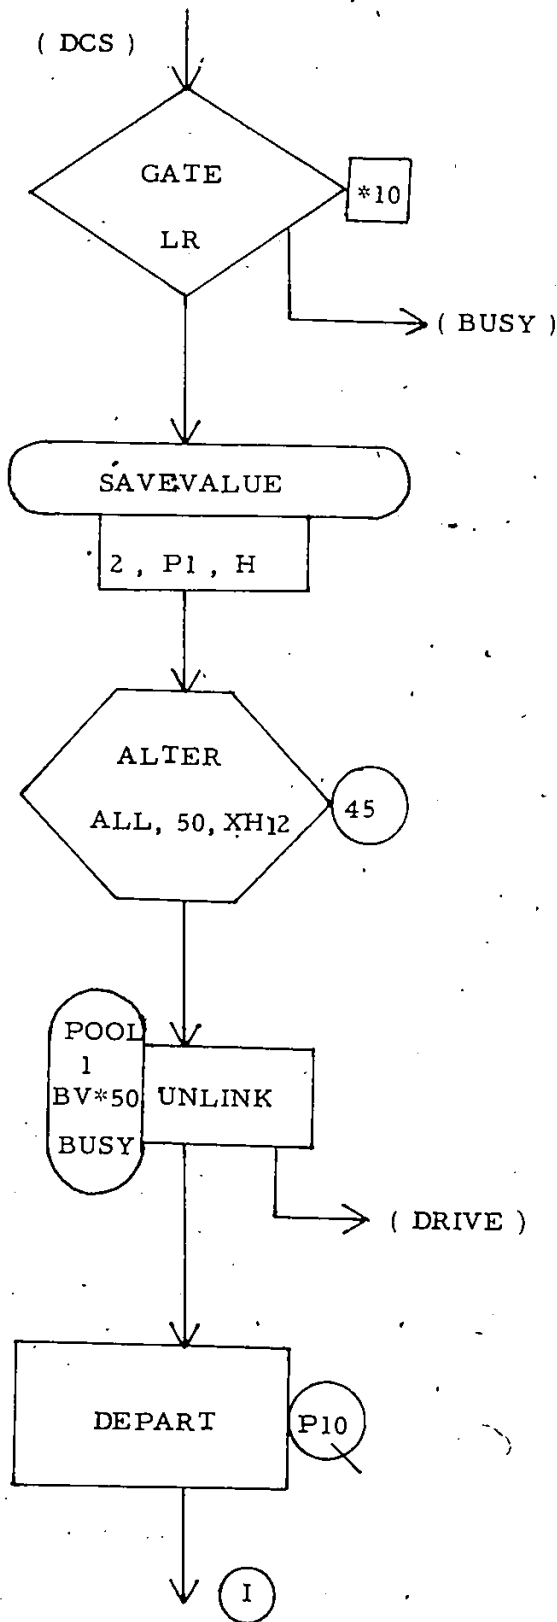 ( DCS )
GATE
LR
*10
( BUSY )
SAVEVALUE
2 , P1 , H
ALTER
ALL, 50, XH12
45
POOL
1
BV*50
BUSY
UNLINK
( DRIVE )
DEPART
P10
I